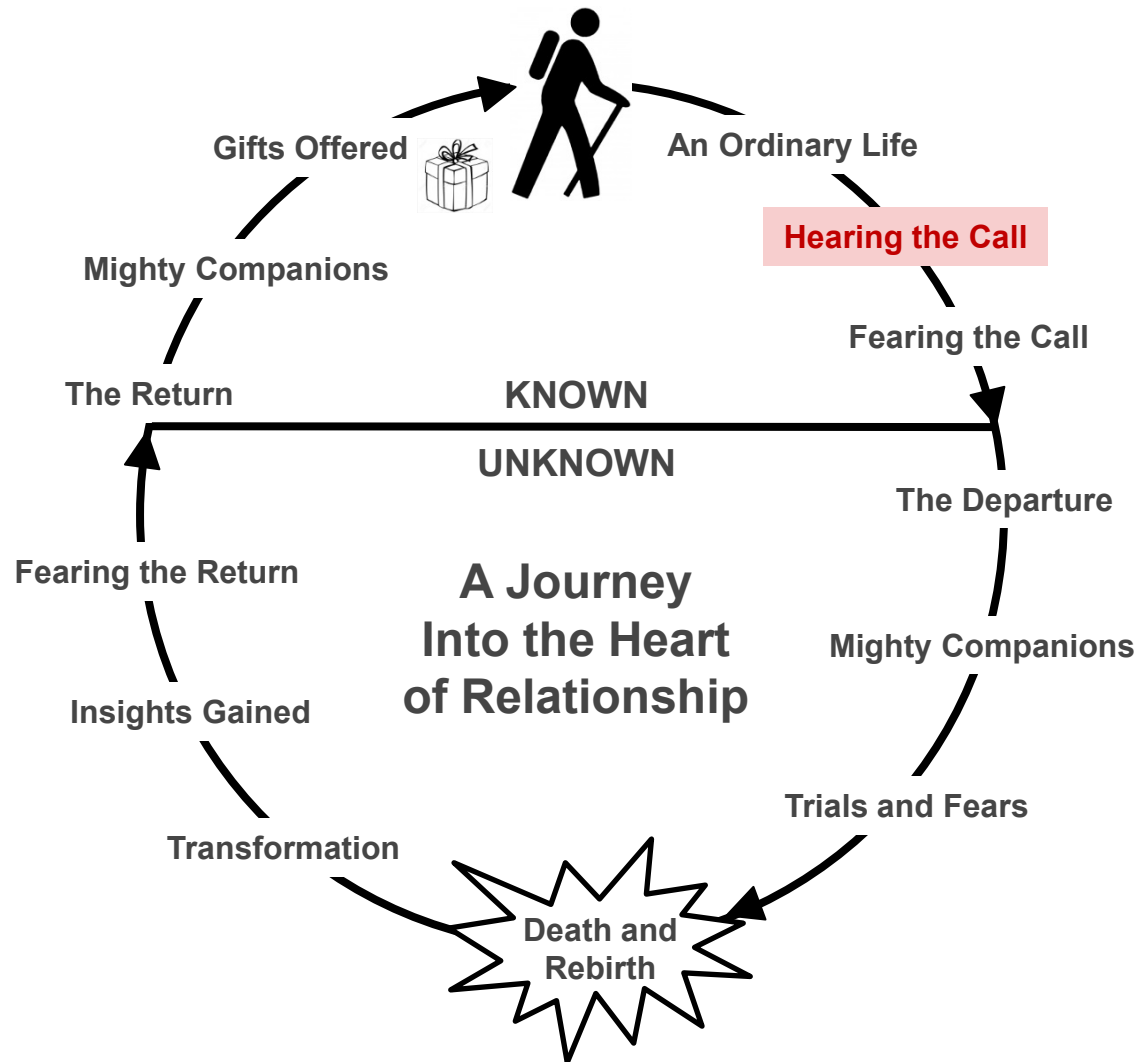 Gifts Offered
An Ordinary Life
Hearing the Call
Mighty Companions
Fearing the Call
The Return
KNOWN
UNKNOWN
The Departure
Fearing the Return
A Journey
Into the Heart
of Relationship
Mighty Companions
Insights Gained
Trials and Fears
Transformation
Death and
Rebirth